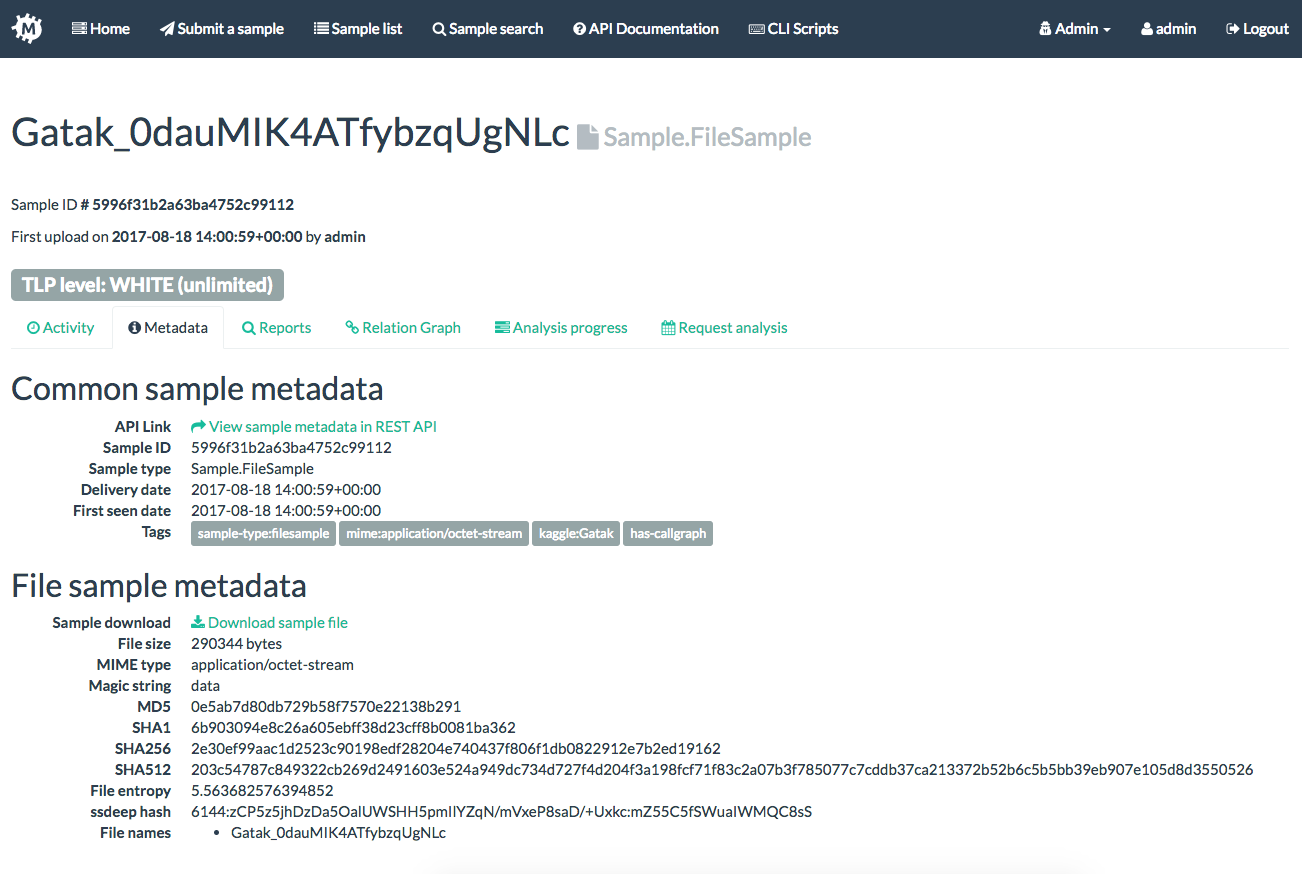 M Home Submit a sample Sample list Sample search API Documentation CLI Scripts Admin admin Logout
Gatak_0dauMIK4ATfybzqUgNLc Sample.FileSample
Sample ID # 5996f31b2a63ba4752c99112
First upload on 2017-08-18 14:00:59+00:00 by admin
TLP level: WHITE (unlimited)
Activity Metadata Reports Relation Graph Analysis progress Request analysis
Common sample metadata
API Link View sample metadata in REST API
Sample ID 5996f31b2a63ba4752c99112
Sample type Sample.FileSample
Delivery date 2017-08-18 14:00:59+00:00
First seen date 2017-08-18 14:00:59+00:00
Tags sample-type:filesample mime:application/octet-stream kaggle:Gatak has-callgraph
File sample metadata
Sample download Download sample file
File size 290344 bytes
MIME type application/octet-stream
Magic string data
MD5 0e5ab7d80db729b58f7570e22138b291
SHA1 6b903094e8c26a605ebff38d23cff8b0081ba362
SHA256 2e30ef99aac1d2523c90198edf28204e740437f806f1db0822912e7b2ed19162
SHA512 203c54787c849322cb269d2491603e524a949dc734d727f4d204f3a198fcf71f83c2a07b3f785077c7cddb37ca213372b52b6c5b5bb39eb907e105d8d3550526
File entropy 5.563682576394852
ssdeep hash 6144:zCP5z5jhDzDa5OalUWSHH5pmIlYZqN/mVxeP8saD/+Uxkc:mZ55C5fSWuaIWMQC8sS
File names • Gatak_0dauMIK4ATfybzqUgNLc